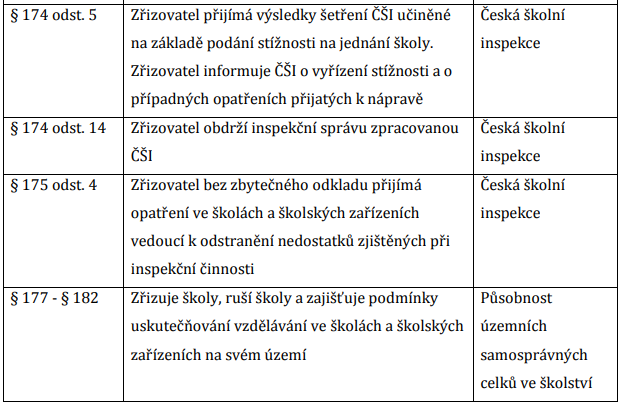 § 174 odst. 5 Zřizovatel přijímá výsledky šetření ČŠI učiněné Česká školní
na základě podání stížnosti na jednání školy. inspekce
Zřizovatel informuje ČŠI o vyřízení stížnosti a o
případných opatřeních přijatých k nápravě
§ 174 odst. 14 Zřizovatel obdrží inspekční správu zpracovanou Česká školní
ČŠI inspekce
§ 175 odst. 4 Zřizovatel bez zbytečného odkladu přijímá Česká školní
opatření ve školách a školských zařízeních inspekce
vedoucí k odstranění nedostatků zjištěných při
inspekční činnosti
§ 177 - § 182 Zřizuje školy, ruší školy a zajišťuje podmínky Působnost
uskutečňování vzdělávání ve školách a školských územních
zařízeních na svém území samosprávných
celků ve školství